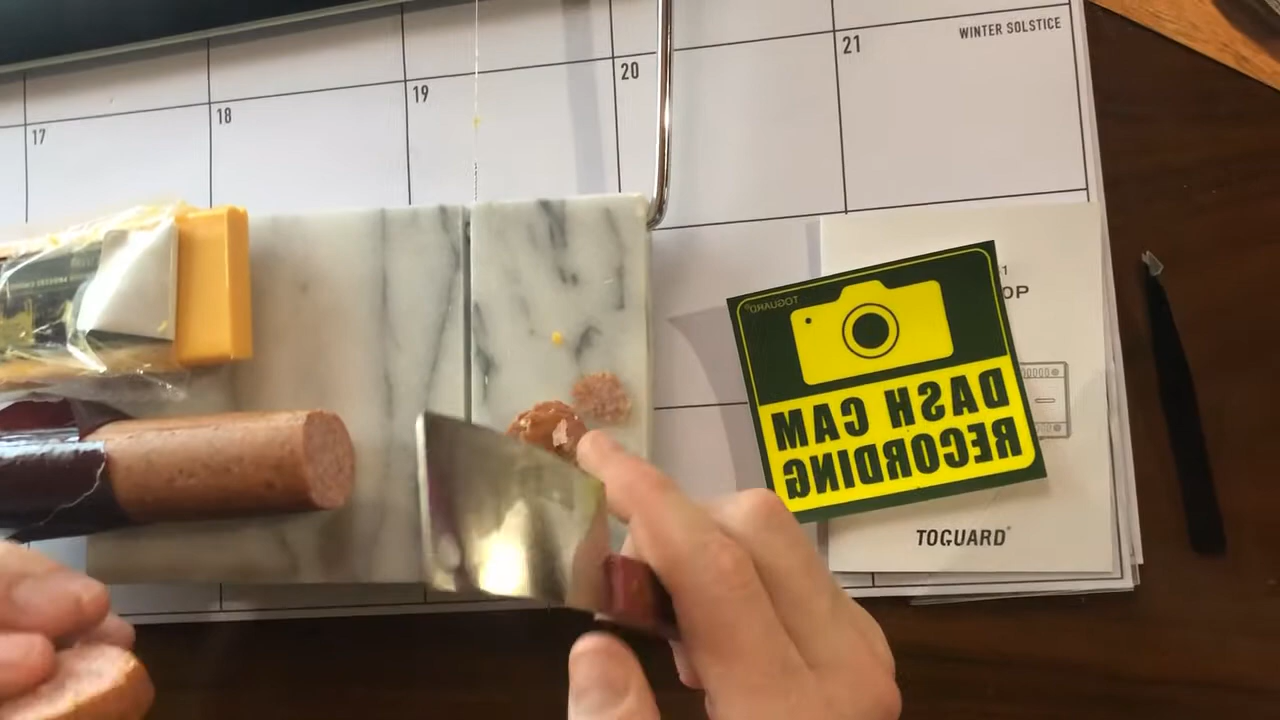 WINTER SOLSTICE
17
18
19
20
21
TOGUARD®
DASH CAM
RECORDING
TOGUARD®